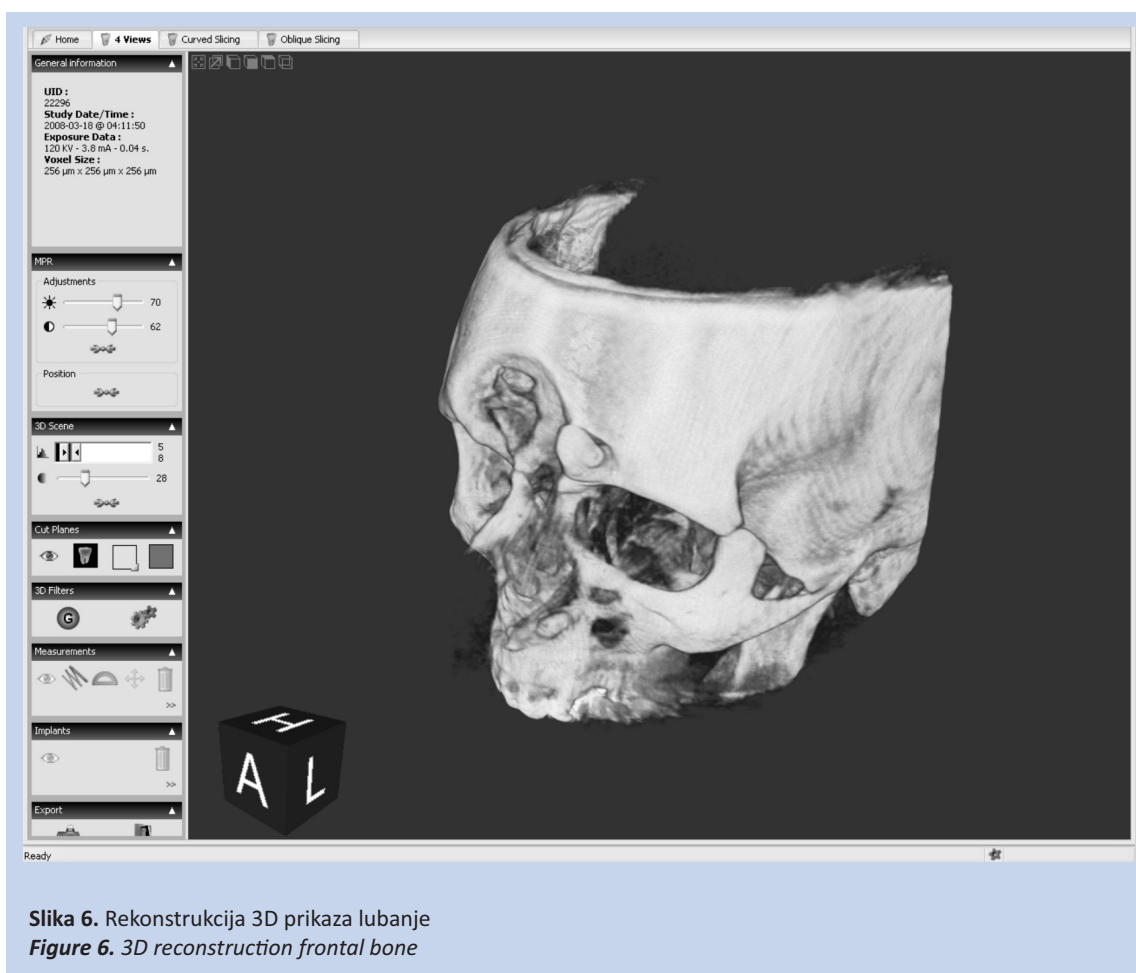 Home 4 Views Curved Slicing Oblique Slicing
General information
UID :
22296
Study Date/Time :
2008-03-18 @ 04:11:50
Exposure Data :
120 KV - 3.8 mA - 0.04 s.
Voxel Size :
256 µm x 256 µm x 256 µm
MPR
Adjustments
70
62
Position
3D Scene
5
8
28
Cut Planes
3D Filters
G
Measurements
>>
Implants
>>
Export
H
A L
Ready
Slika 6. Rekonstrukcija 3D prikaza lubanje
Figure 6. 3D reconstruction frontal bone